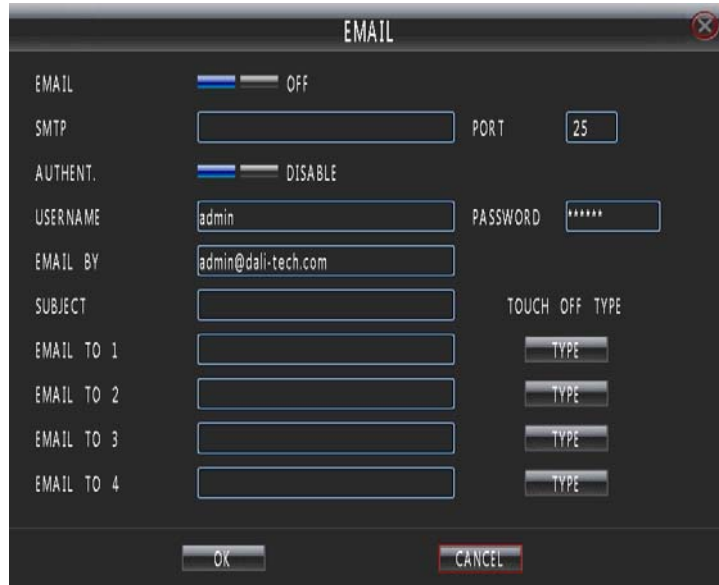 EMAIL
EMAIL OFF
SMTP PORT 25
AUTHENT. DISABLE
USERNAME admin PASSWORD ******
EMAIL BY admin@dali-tech.com
SUBJECT TOUCH OFF TYPE
EMAIL TO 1 TYPE
EMAIL TO 2 TYPE
EMAIL TO 3 TYPE
EMAIL TO 4 TYPE
OK CANCEL